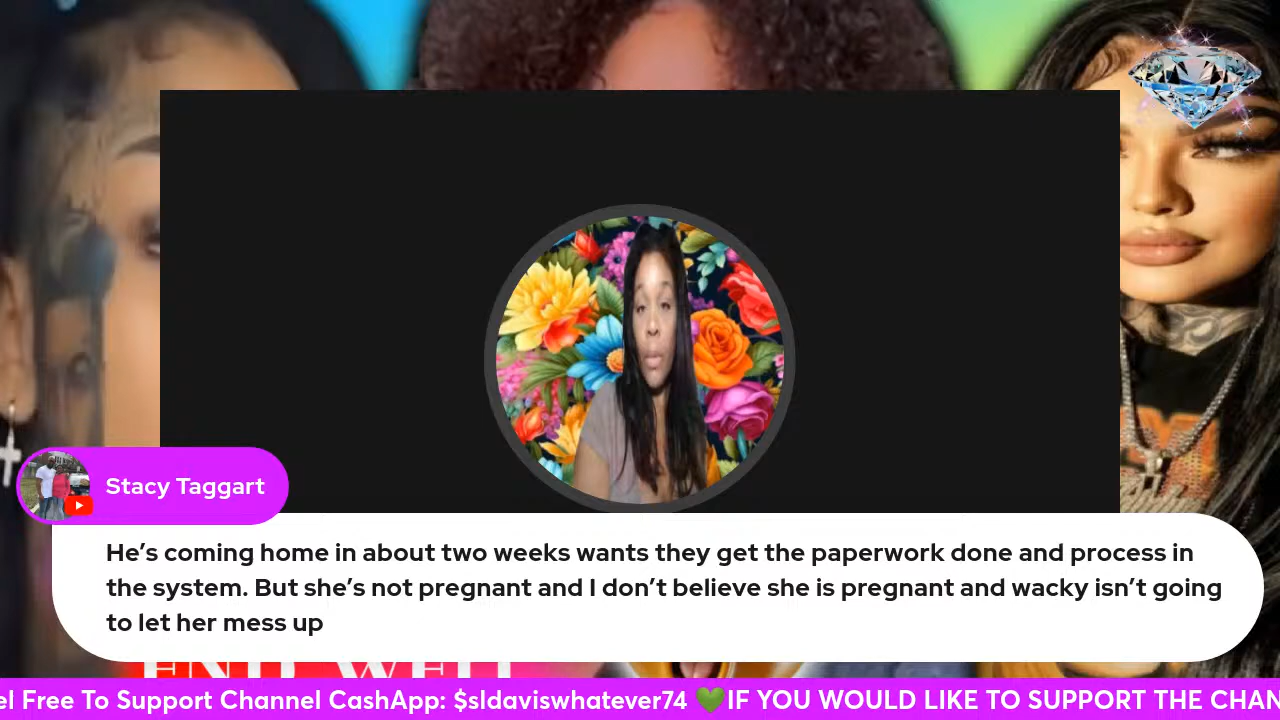 Stacy Taggart
He’s coming home in about two weeks wants they get the paperwork done and process in
the system. But she’s not pregnant and I don’t believe she is pregnant and wacky isn’t going
to let her mess up
END WELL
el Free To Support Channel CashApp: $sldaviswhatever74 💚IF YOU WOULD LIKE TO SUPPORT THE CHAN